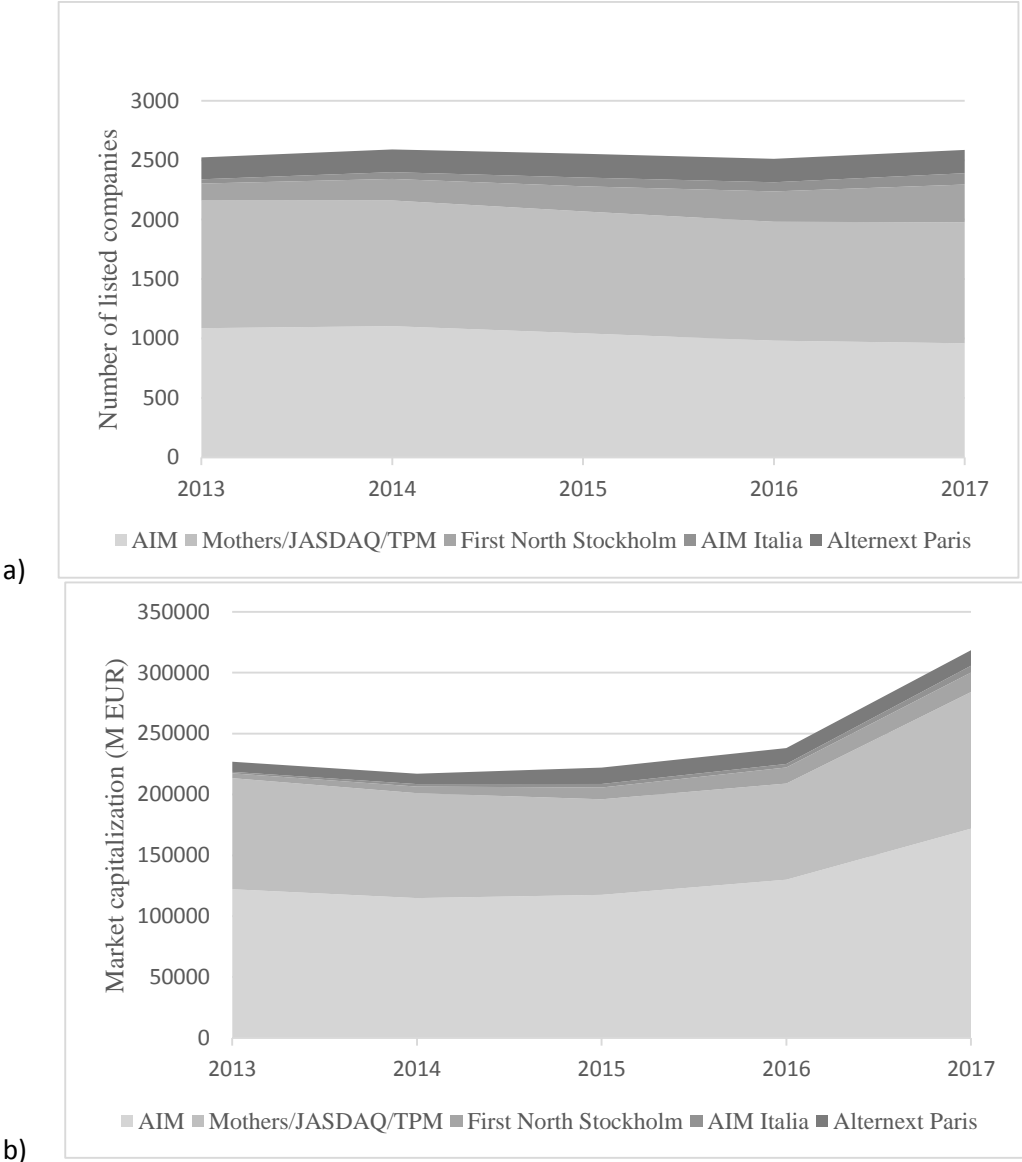 3000
2500
2000
1500
1000
500
0
Number of listed companies
2013 2014 2015 2016 2017
AIM Mothers/JASDAQ/TPM First North Stockholm AIM Italia Alternext Paris
a)
350000
300000
250000
200000
150000
100000
50000
0
Market capitalization (M EUR)
2013 2014 2015 2016 2017
AIM Mothers/JASDAQ/TPM First North Stockholm AIM Italia Alternext Paris
b)